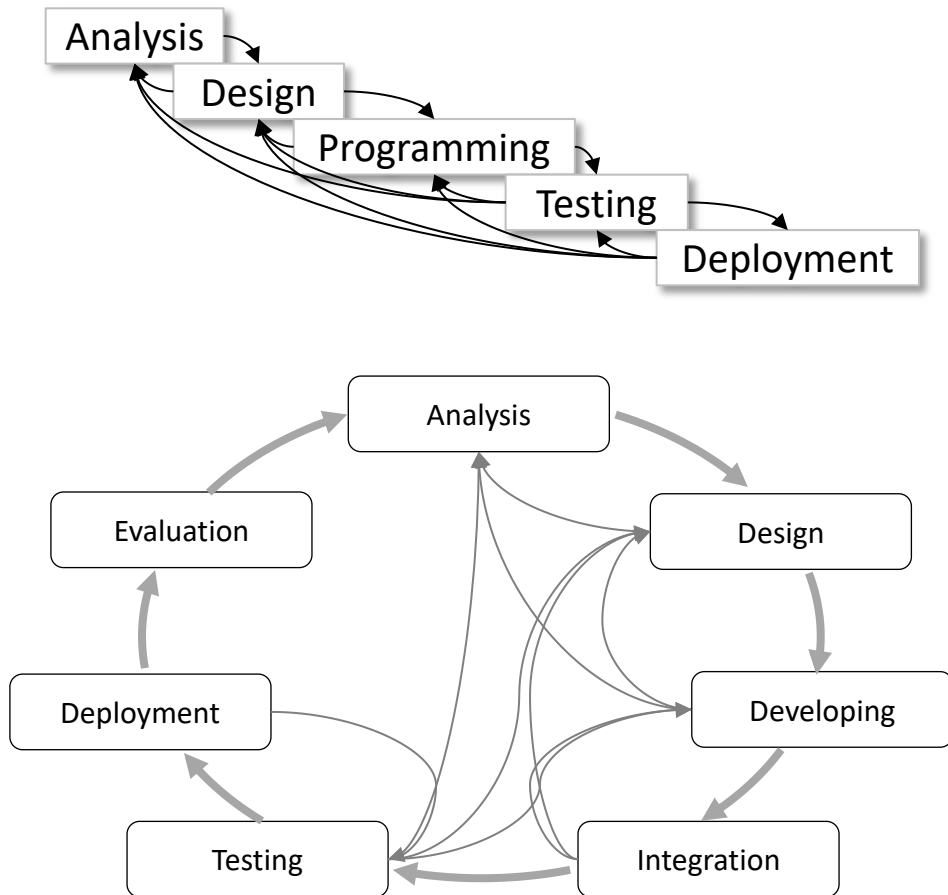 Analysis
Design
Programming
Testing
Deployment
Analysis
Evaluation
Design
Deployment
Developing
Testing
Integration